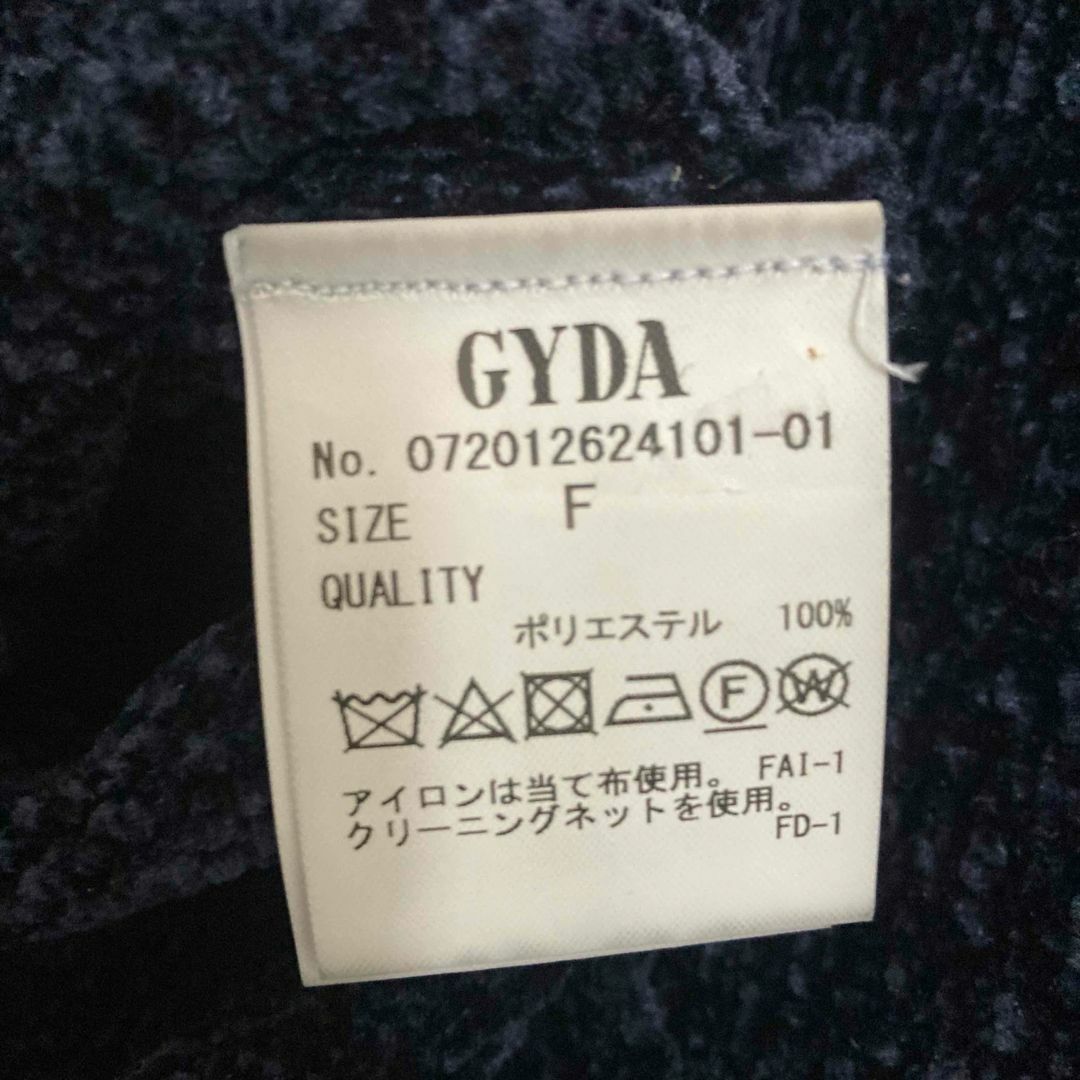 GYDA
No. 072012624101-01
SIZE F
QUALITY
ポリエステル 100%
F W
アイロンは当て布使用。 FAI-1
クリーニングネットを使用。
FD-1